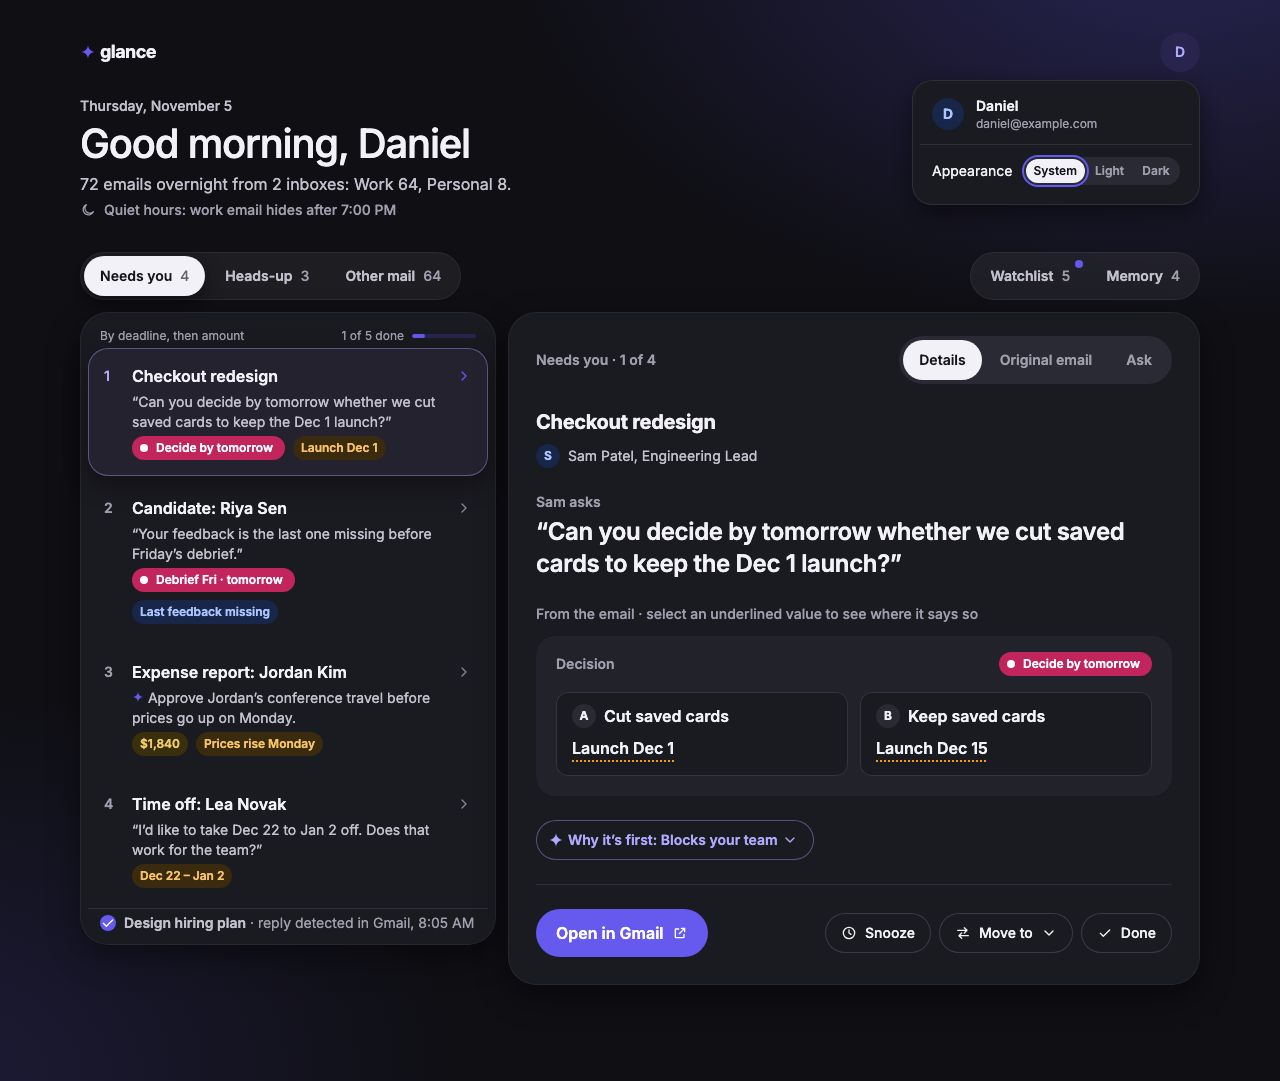 glance
D
Thursday, November 5
Good morning, Daniel
72 emails overnight from 2 inboxes: Work 64, Personal 8.
Quiet hours: work email hides after 7:00 PM
D
Daniel
daniel@example.com
Appearance System Light Dark
Needs you 4 Heads-up 3 Other mail 64
Watchlist 5 Memory 4
By deadline, then amount 1 of 5 done
1 Checkout redesign
“Can you decide by tomorrow whether we cut
saved cards to keep the Dec 1 launch?”
Decide by tomorrow Launch Dec 1
2 Candidate: Riya Sen
“Your feedback is the last one missing before
Friday’s debrief.”
Debrief Fri · tomorrow
Last feedback missing
3 Expense report: Jordan Kim
Approve Jordan’s conference travel before
prices go up on Monday.
$1,840 Prices rise Monday
4 Time off: Lea Novak
“I’d like to take Dec 22 to Jan 2 off. Does that
work for the team?”
Dec 22 – Jan 2
Design hiring plan · reply detected in Gmail, 8:05 AM
Needs you · 1 of 4
Details Original email Ask
Checkout redesign
S Sam Patel, Engineering Lead
Sam asks
“Can you decide by tomorrow whether we cut saved
cards to keep the Dec 1 launch?”
From the email · select an underlined value to see where it says so
Decision Decide by tomorrow
A Cut saved cards
Launch Dec 1
B Keep saved cards
Launch Dec 15
Why it’s first: Blocks your team
Open in Gmail Snooze Move to Done